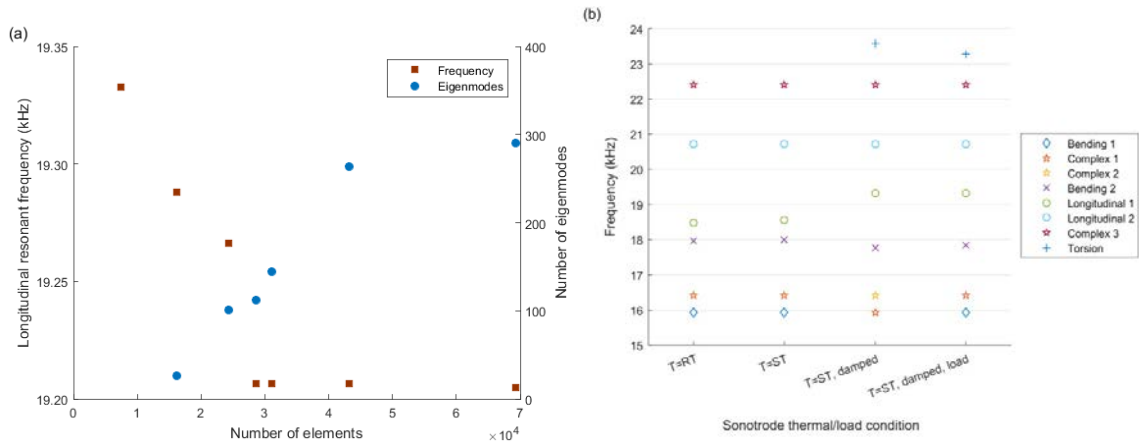 (a)
19.35
19.30
19.25
19.20
Longitudinal resonant frequency (kHz)
400
300
200
100
0
Number of eigenmodes
Frequency
Eigenmodes
0
1
2
3
4
5
6
7
× 10⁴
Number of elements
(b)
24
23
22
21
20
19
18
17
16
15
Frequency (kHz)
T=RT
T=ST
T=ST, damped
T=ST, damped, load
Sonotrode thermal/load condition
Bending 1
Complex 1
Complex 2
Bending 2
Longitudinal 1
Longitudinal 2
Complex 3
Torsion